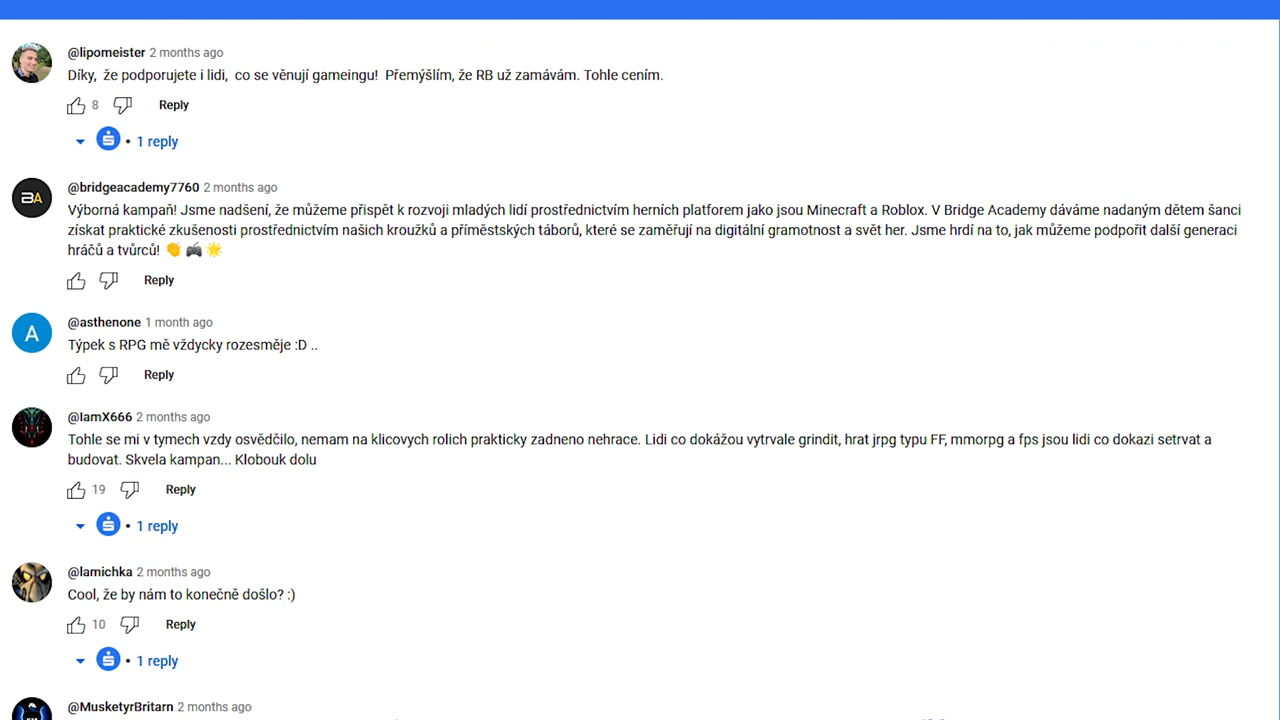 @lipomeister 2 months ago
Díky, že podporujete i lidi, co se věnují gameingu! Přemýšlím, že RB už zamávám. Tohle cením.
8 Reply
• 1 reply
BA @bridgeacademy7760 2 months ago
Výborná kampaň! Jsme nadšení, že můžeme přispět k rozvoji mladých lidí prostřednictvím herních platforem jako jsou Minecraft a Roblox. V Bridge Academy dáváme nadaným dětem šanci
získat praktické zkušenosti prostřednictvím našich kroužků a příměstských táborů, které se zaměřují na digitální gramotnost a svět her. Jsme hrdí na to, jak můžeme podpořit další generaci
hráčů a tvůrců! 👏 🎮 🌟
Reply
A @asthenone 1 month ago
Týpek s RPG mě vždycky rozesměje :D ..
Reply
@IamX666 2 months ago
Tohle se mi v tymech vzdy osvědčilo, nemam na klicovych rolich prakticky zadneno nehrace. Lidi co dokážou vytrvale grindit, hrat jrpg typu FF, mmorpg a fps jsou lidi co dokazi setrvat a
budovat. Skvela kampan... Klobouk dolu
19 Reply
• 1 reply
@lamichka 2 months ago
Cool, že by nám to konečně došlo? :)
10 Reply
• 1 reply
@MusketyrBritarn 2 months ago